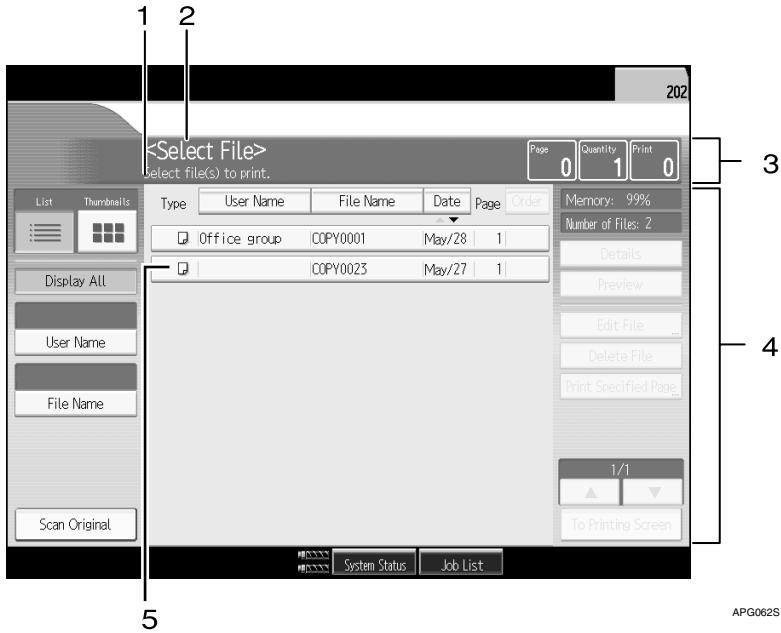 1 2
202
<Select File>
Select file(s) to print.
Page 0 Quantity 1 Print 0
3
List Thumbnails
Type User Name File Name Date Page Order
Memory: 99%
Number of Files: 2
Office group COPY0001 May/28 1
COPY0023 May/27 1
5
Display All
User Name
File Name
Scan Original
Details
Preview
Edit File
Delete File
Print Specified Page
4
1/1
To Printing Screen
System Status Job List
APG062S